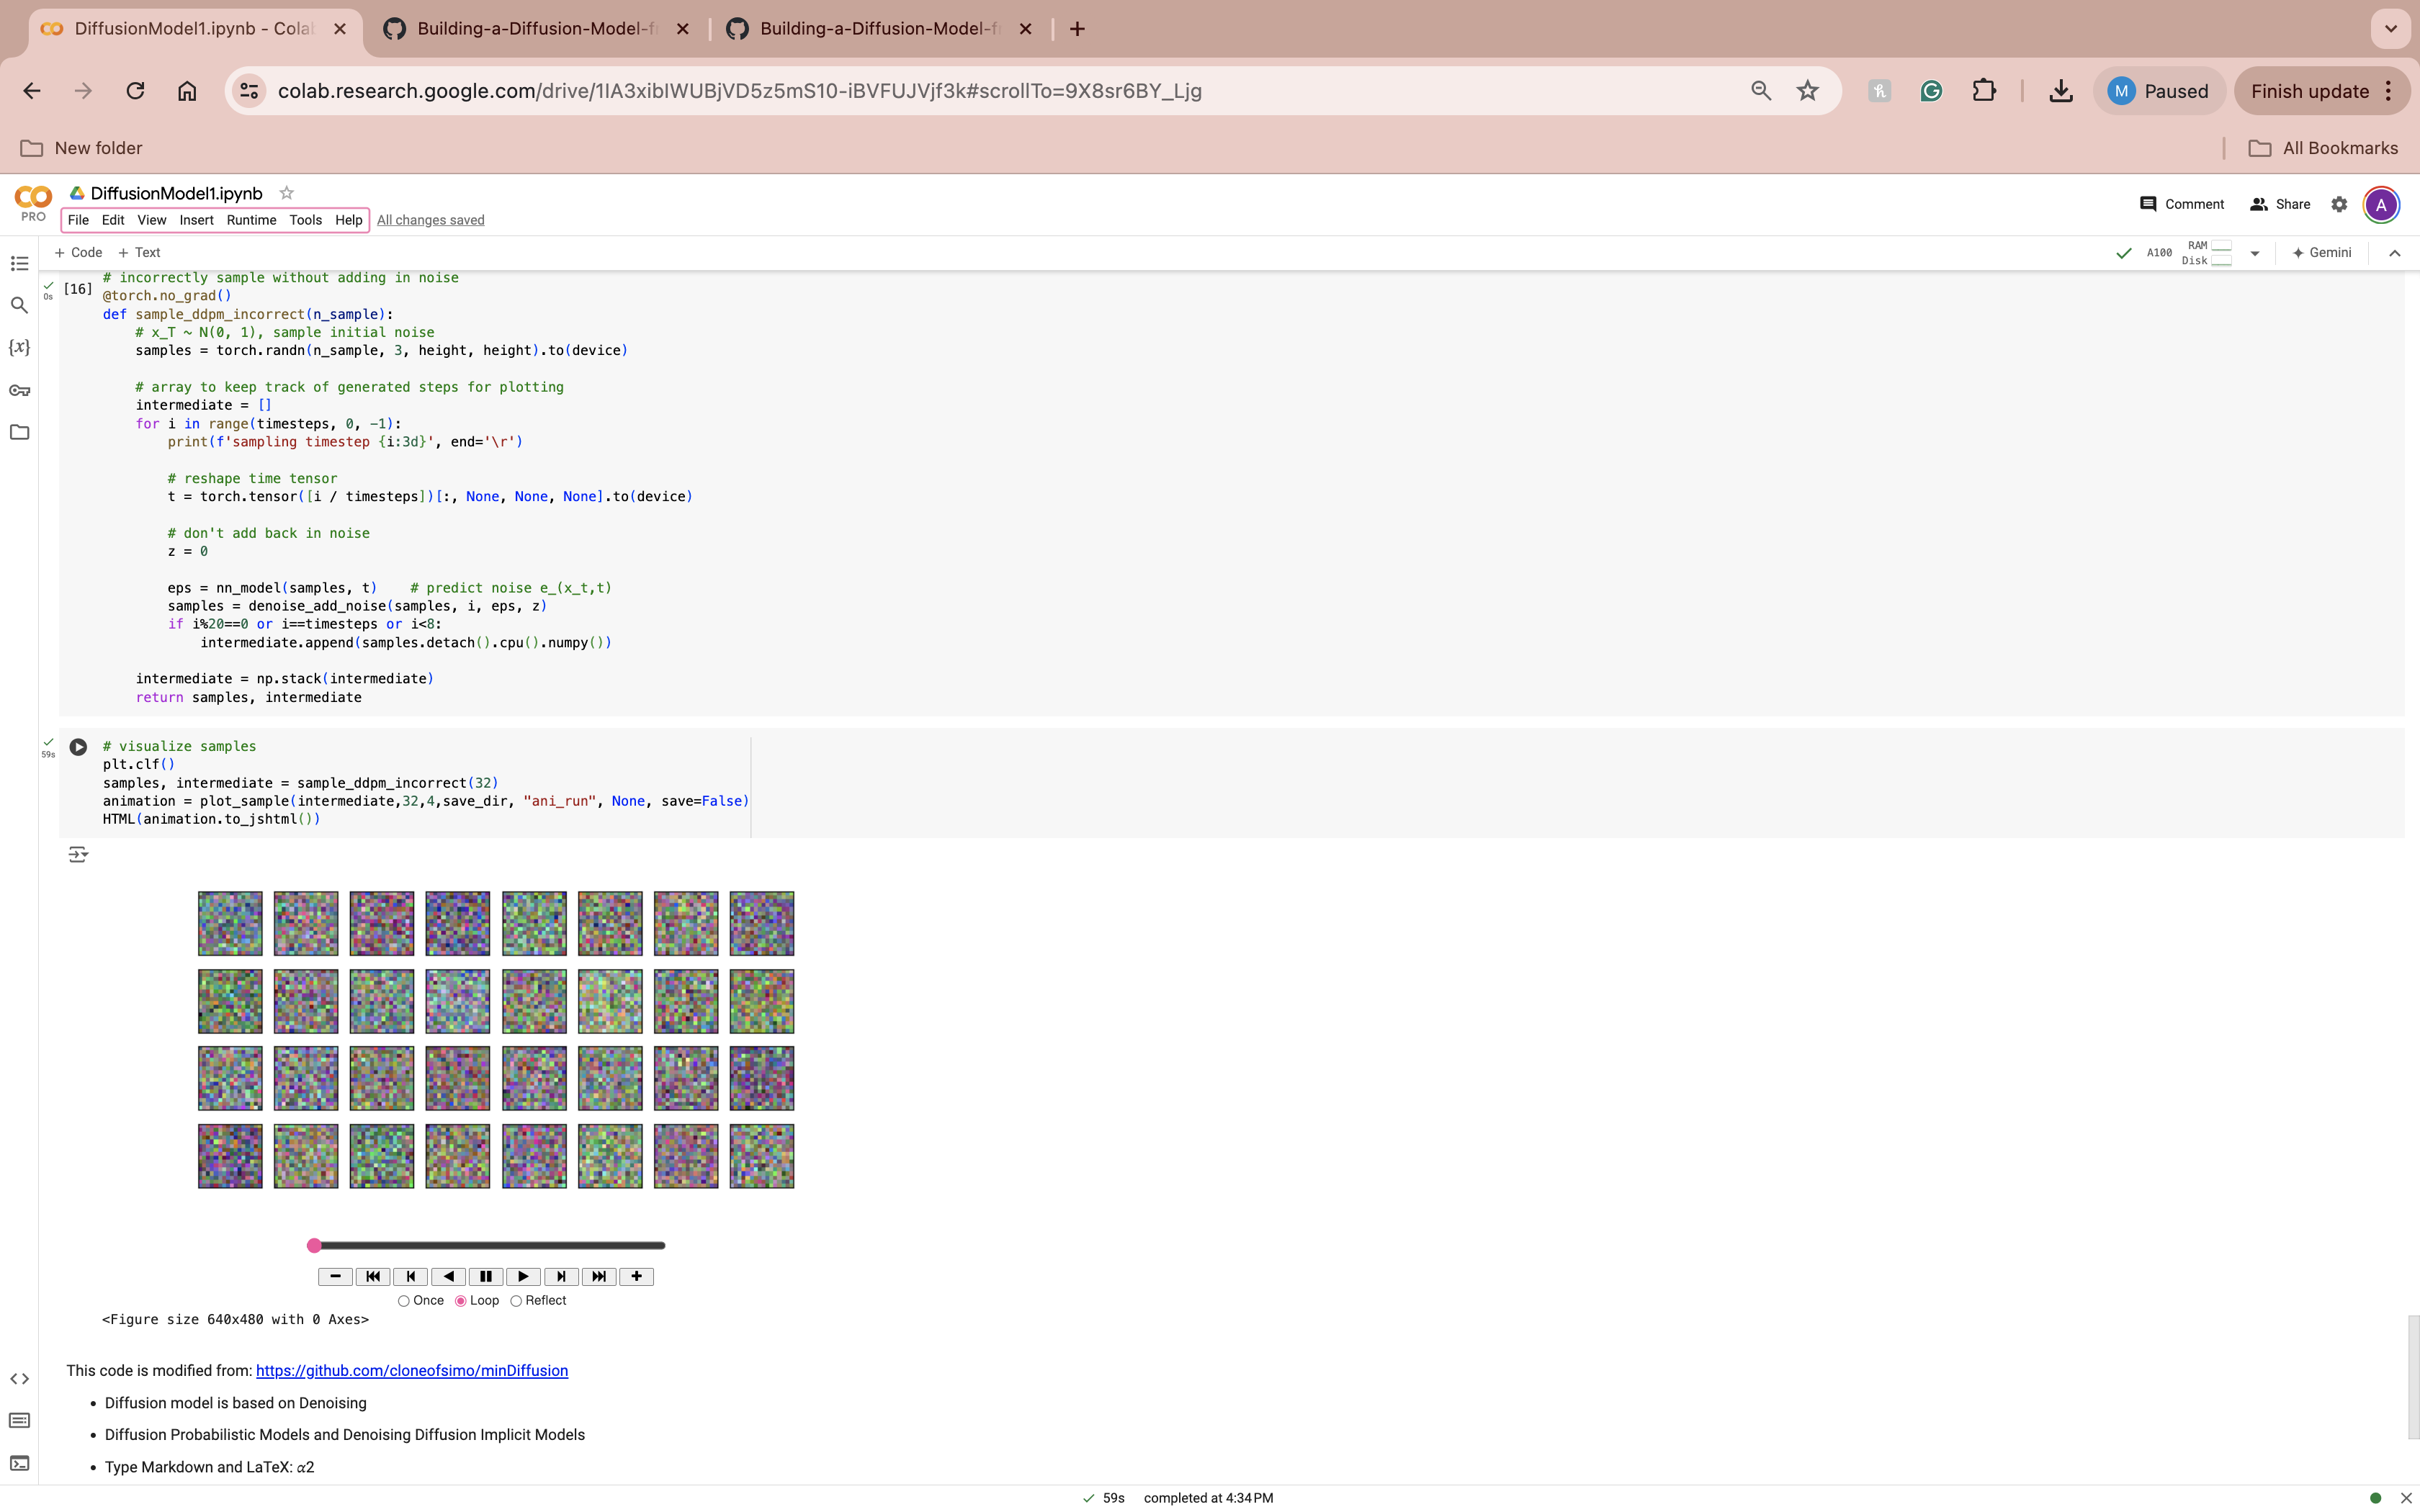 DiffusionModel1.ipynb - Cola
Building-a-Diffusion-Model-f
Building-a-Diffusion-Model-f
colab.research.google.com/drive/1IA3xibIWUBjVD5z5mS10-iBVFUJVjf3k#scrollTo=9X8sr6BY_Ljg
M Paused
Finish update
New folder
All Bookmarks
PRO
DiffusionModel1.ipynb
File Edit View Insert Runtime Tools Help All changes saved
Comment
Share
A
+ Code + Text
A100
RAM
Disk
Gemini
0s
[16]
# incorrectly sample without adding in noise
@torch.no_grad()
def sample_ddpm_incorrect(n_sample):
    # x_T ~ N(0, 1), sample initial noise
    samples = torch.randn(n_sample, 3, height, height).to(device)
    # array to keep track of generated steps for plotting
    intermediate = []
    for i in range(timesteps, 0, -1):
        print(f'sampling timestep {i:3d}', end='\r')
        # reshape time tensor
        t = torch.tensor([i / timesteps])[:, None, None, None].to(device)
        # don't add back in noise
        z = 0
        eps = nn_model(samples, t)    # predict noise e_(x_t,t)
        samples = denoise_add_noise(samples, i, eps, z)
        if i%20==0 or i==timesteps or i<8:
            intermediate.append(samples.detach().cpu().numpy())
    intermediate = np.stack(intermediate)
    return samples, intermediate
59s
# visualize samples
plt.clf()
samples, intermediate = sample_ddpm_incorrect(32)
animation = plot_sample(intermediate,32,4,save_dir, "ani_run", None, save=False)
HTML(animation.to_jshtml())
Once Loop Reflect
<Figure size 640x480 with 0 Axes>
This code is modified from: https://github.com/cloneofsimo/minDiffusion
• Diffusion model is based on Denoising
• Diffusion Probabilistic Models and Denoising Diffusion Implicit Models
• Type Markdown and LaTeX: α2
59s completed at 4:34 PM